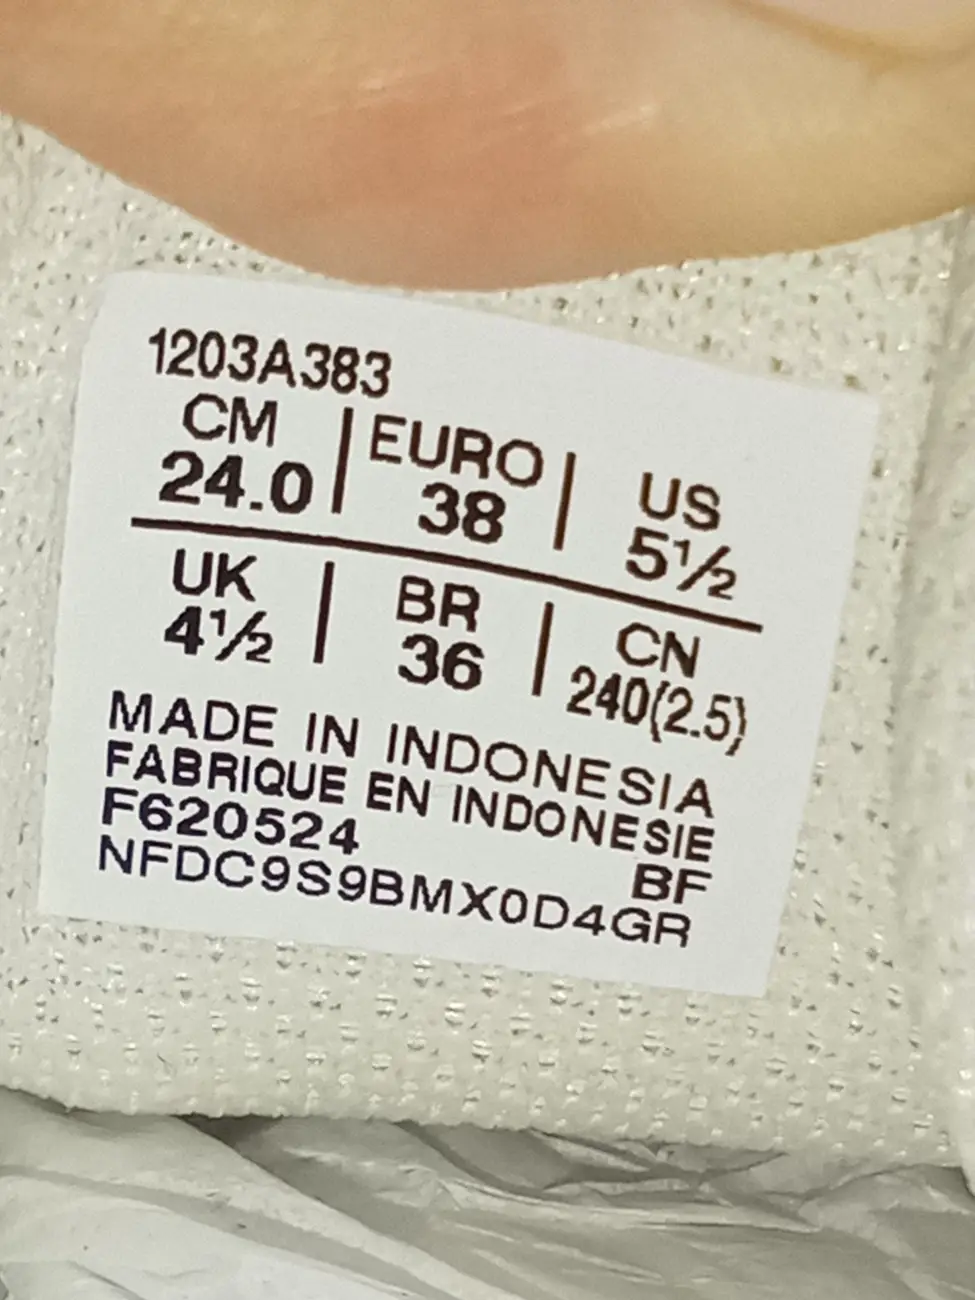 1203A383
CM | EURO | US
24.0 38 5½
UK | BR | CN
4½ 36 240(2.5)
MADE IN INDONESIA
FABRIQUE EN INDONESIE
F620524 BF
NFDC9S9BMX0D4GR